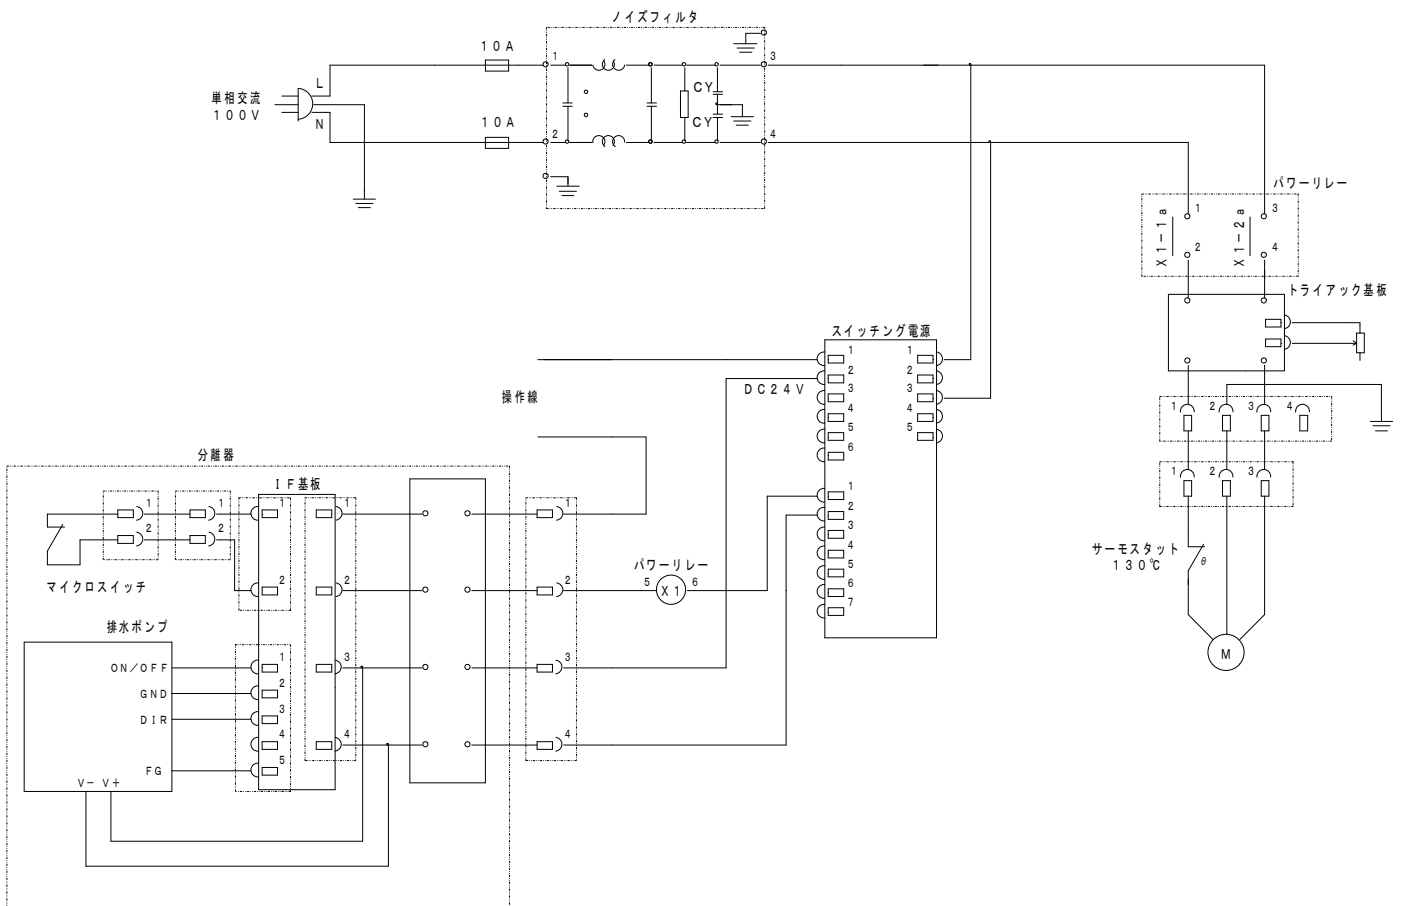 ノイズフィルタ
10A
1
3
L
単相交流
100V
CY
N
10A
CY
2
4
パワーリレー
X1-1a
1
2
X1-2a
3
4
トライアック基板
スイッチング電源
1
2
3
4
5
6
1
2
3
4
5
DC24V
操作線
1
2
3
4
5
6
7
1
2
3
4
1
2
3
サーモスタット
130℃
θ
M
分離器
IF基板
1
2
1
2
1
2
1
2
3
4
マイクロスイッチ
1
2
3
4
パワーリレー
5
X1
6
排水ポンプ
ON/OFF
GND
DIR
FG
V- V+
1
2
3
4
5